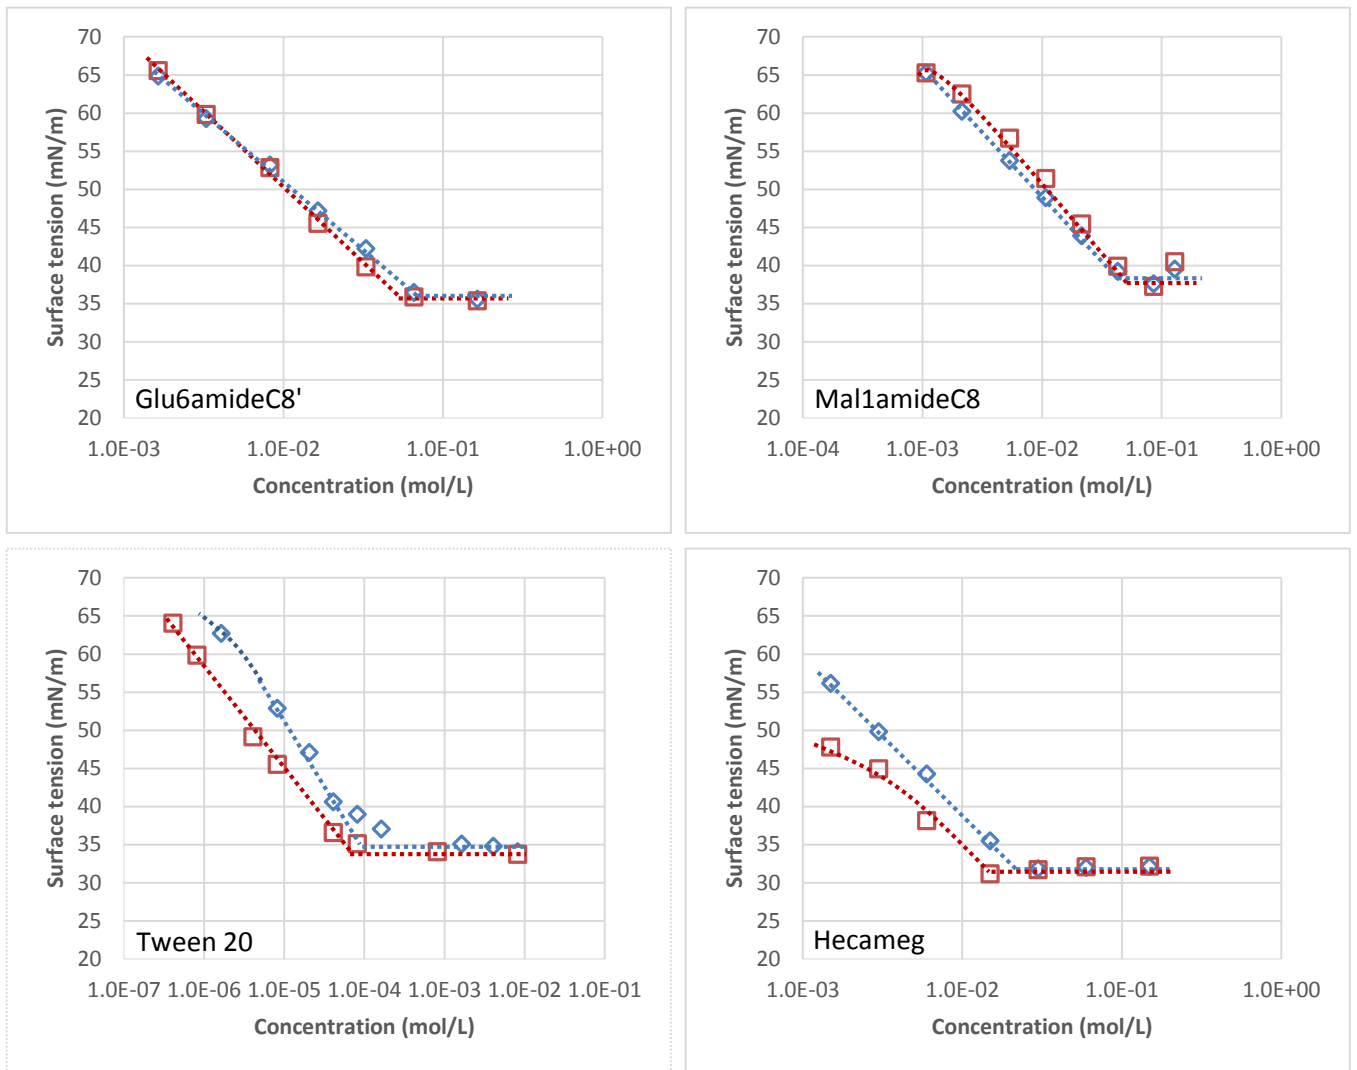 70
65
60
55
50
45
40
35
30
25
20
Surface tension (mN/m)
Glu6amideC8'
1.0E-03 1.0E-02 1.0E-01 1.0E+00
Concentration (mol/L)
70
65
60
55
50
45
40
35
30
25
20
Surface tension (mN/m)
Mal1amideC8
1.0E-04 1.0E-03 1.0E-02 1.0E-01 1.0E+00
Concentration (mol/L)
70
65
60
55
50
45
40
35
30
25
20
Surface tension (mN/m)
Tween 20
1.0E-07 1.0E-06 1.0E-05 1.0E-04 1.0E-03 1.0E-02 1.0E-01
Concentration (mol/L)
70
65
60
55
50
45
40
35
30
25
20
Surface tension (mN/m)
Hecameg
1.0E-03 1.0E-02 1.0E-01 1.0E+00
Concentration (mol/L)